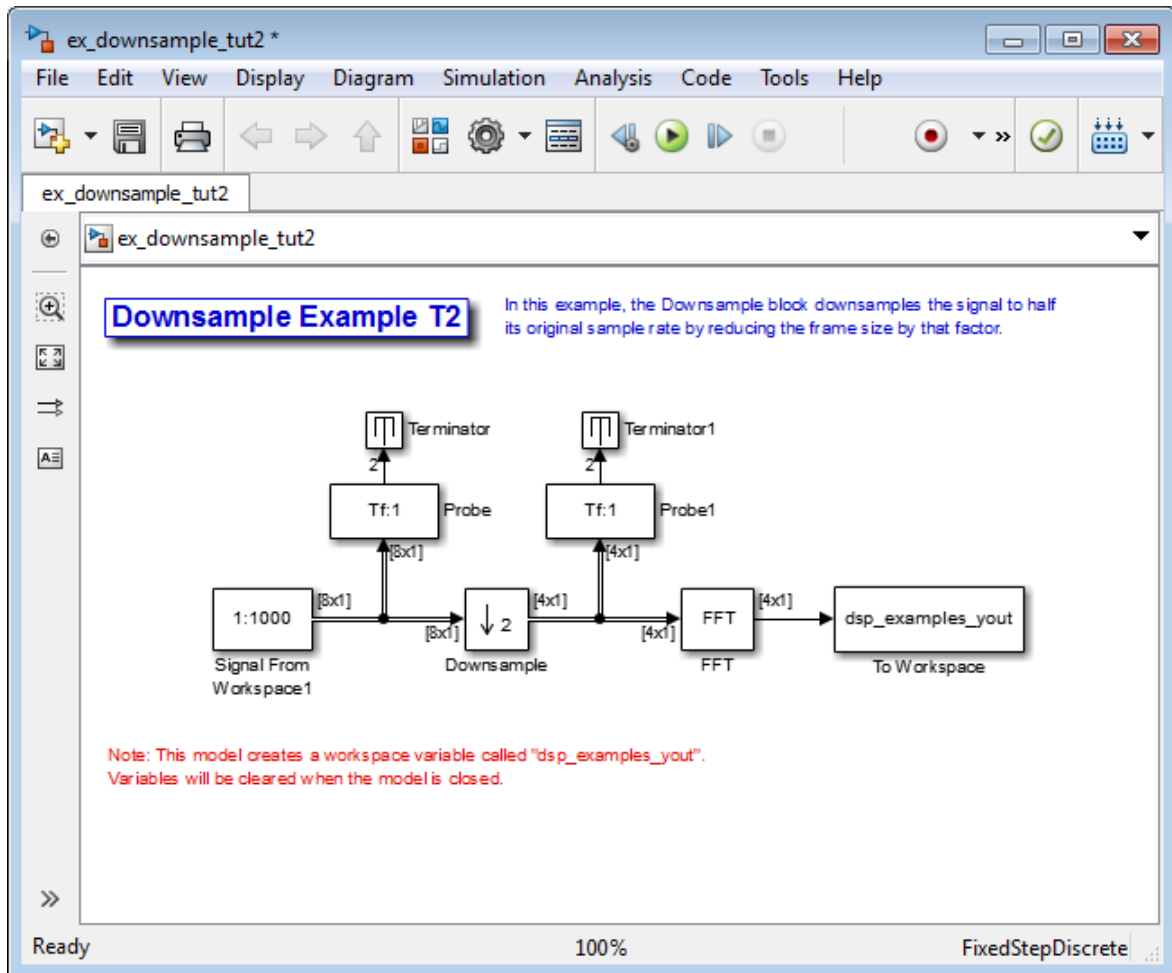 ex_downsample_tut2 *
File Edit View Display Diagram Simulation Analysis Code Tools Help
ex_downsample_tut2
ex_downsample_tut2
Downsample Example T2
In this example, the Downsample block downsamples the signal to half
its original sample rate by reducing the frame size by that factor.
Terminator
Terminator1
2
2
Tf:1
Probe
Tf:1
Probe1
[8x1]
[4x1]
[8x1]
[4x1]
[4x1]
1:1000
2
FFT
dsp_examples_yout
[8x1]
[4x1]
Signal From
Workspace1
Downsample
FFT
To Workspace
Note: This model creates a workspace variable called "dsp_examples_yout".
Variables will be cleared when the model is closed.
Ready
100%
FixedStepDiscrete